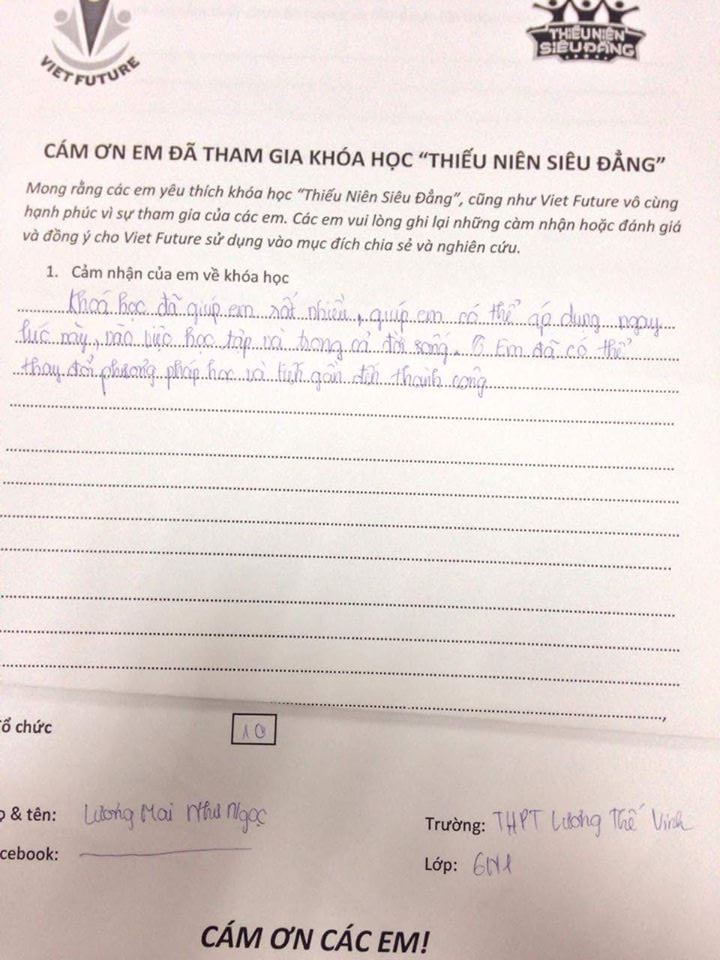 VIET FUTURE
THIẾU NIÊN
SIÊU ĐẲNG
CÁM ƠN EM ĐÃ THAM GIA KHÓA HỌC “THIẾU NIÊN SIÊU ĐẲNG”
Mong rằng các em yêu thích khóa học “Thiếu Niên Siêu Đẳng”, cũng như Viet Future vô cùng
hạnh phúc vì sự tham gia của các em. Các em vui lòng ghi lại những càm nhận hoặc đánh giá
và đồng ý cho Viet Future sử dụng vào mục đích chia sẻ và nghiên cứu.
1. Cảm nhận của em về khóa học
Khoá học đã giúp em rất nhiều, giúp em có thể áp dụng ngay
lúc này, vào việc học tập và trong cả đời sống. Em đã có thể
thay đổi phương pháp học và tiến gần đến thành công
ổ chức
10
& tên: Lương Mai Như Ngọc
Trường: THPT Lương Thế Vinh
cebook:
Lớp: 6N1
CÁM ƠN CÁC EM!